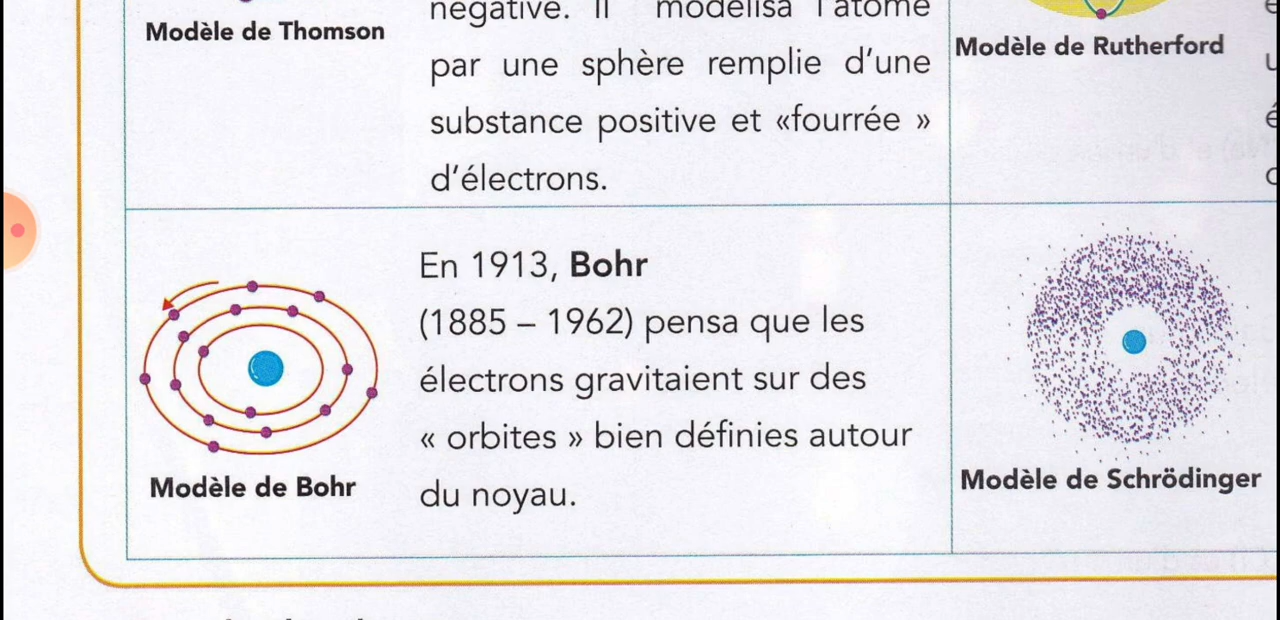 négative. Il modélisa l'atome
Modèle de Thomson
par une sphère remplie d'une
substance positive et «fourrée »
d'électrons.
Modèle de Rutherford
En 1913, Bohr
(1885 – 1962) pensa que les
électrons gravitaient sur des
« orbites » bien définies autour
du noyau.
Modèle de Bohr
Modèle de Schrödinger